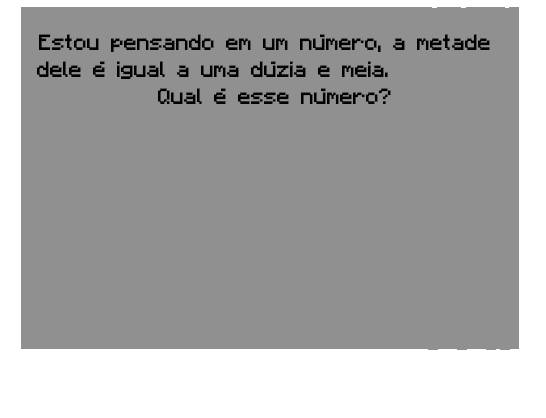 Estou pensando em um número, a metade
dele é igual a uma dúzia e meia.
Qual é esse número?